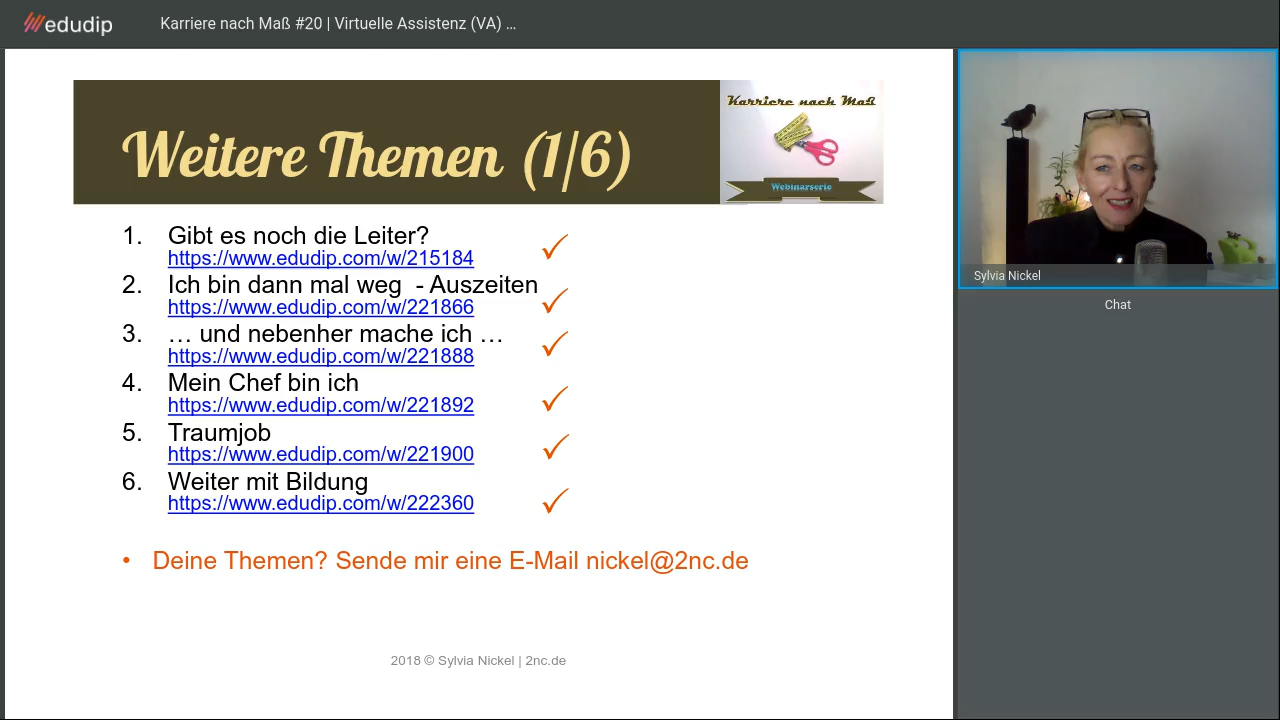 edudip
Karriere nach Maß #20 | Virtuelle Assistenz (VA) ...
Weitere Themen (1/6)
Karriere nach Maß
Webinarserie
1. Gibt es noch die Leiter?
https://www.edudip.com/w/215184
2. Ich bin dann mal weg - Auszeiten
https://www.edudip.com/w/221866
3. … und nebenher mache ich …
https://www.edudip.com/w/221888
4. Mein Chef bin ich
https://www.edudip.com/w/221892
5. Traumjob
https://www.edudip.com/w/221900
6. Weiter mit Bildung
https://www.edudip.com/w/222360
• Deine Themen? Sende mir eine E-Mail nickel@2nc.de
2018 © Sylvia Nickel | 2nc.de
Sylvia Nickel
Chat